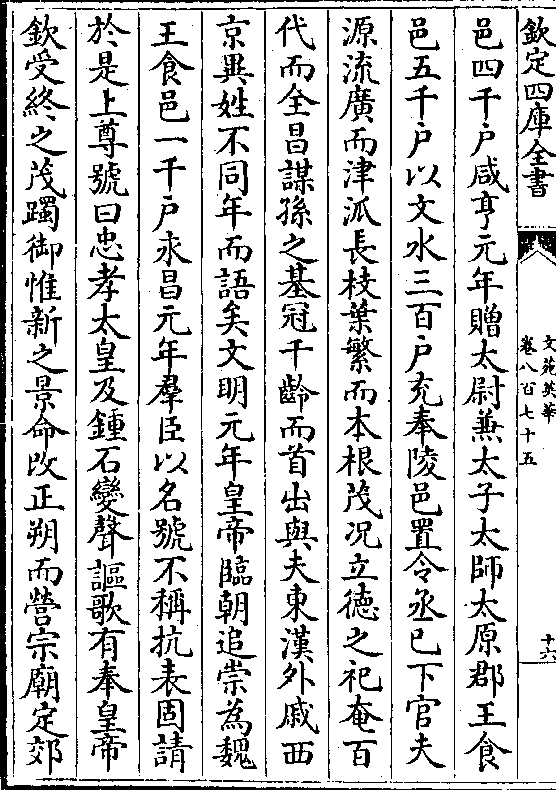 欽定四庫全書
文苑英華
卷八百七十五
十六
邑四千户咸亨元年贈太尉兼太子太師太原郡王食
邑五千户以文水三百户充奉陵邑置令丞已下官夫
源流廣而津派長枝葉繁而本根茂况立德之祀奄百
代而全昌謀孫之基冠千齡而首出與夫東漢外戚西
京異姓不同年而語矣文明元年皇帝臨朝追崇為魏
王食邑一千户永昌元年羣臣以名號不稱抗表固請
於是上尊號曰忠孝太皇及鍾石變聲謳歌有奉皇帝
欽受終之茂躅御惟新之景命改正朔而營宗廟定郊